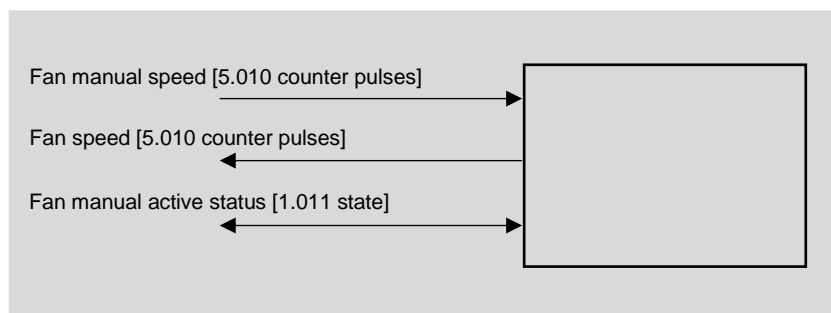 Fan manual speed [5.010 counter pulses]
Fan speed [5.010 counter pulses]
Fan manual active status [1.011 state]